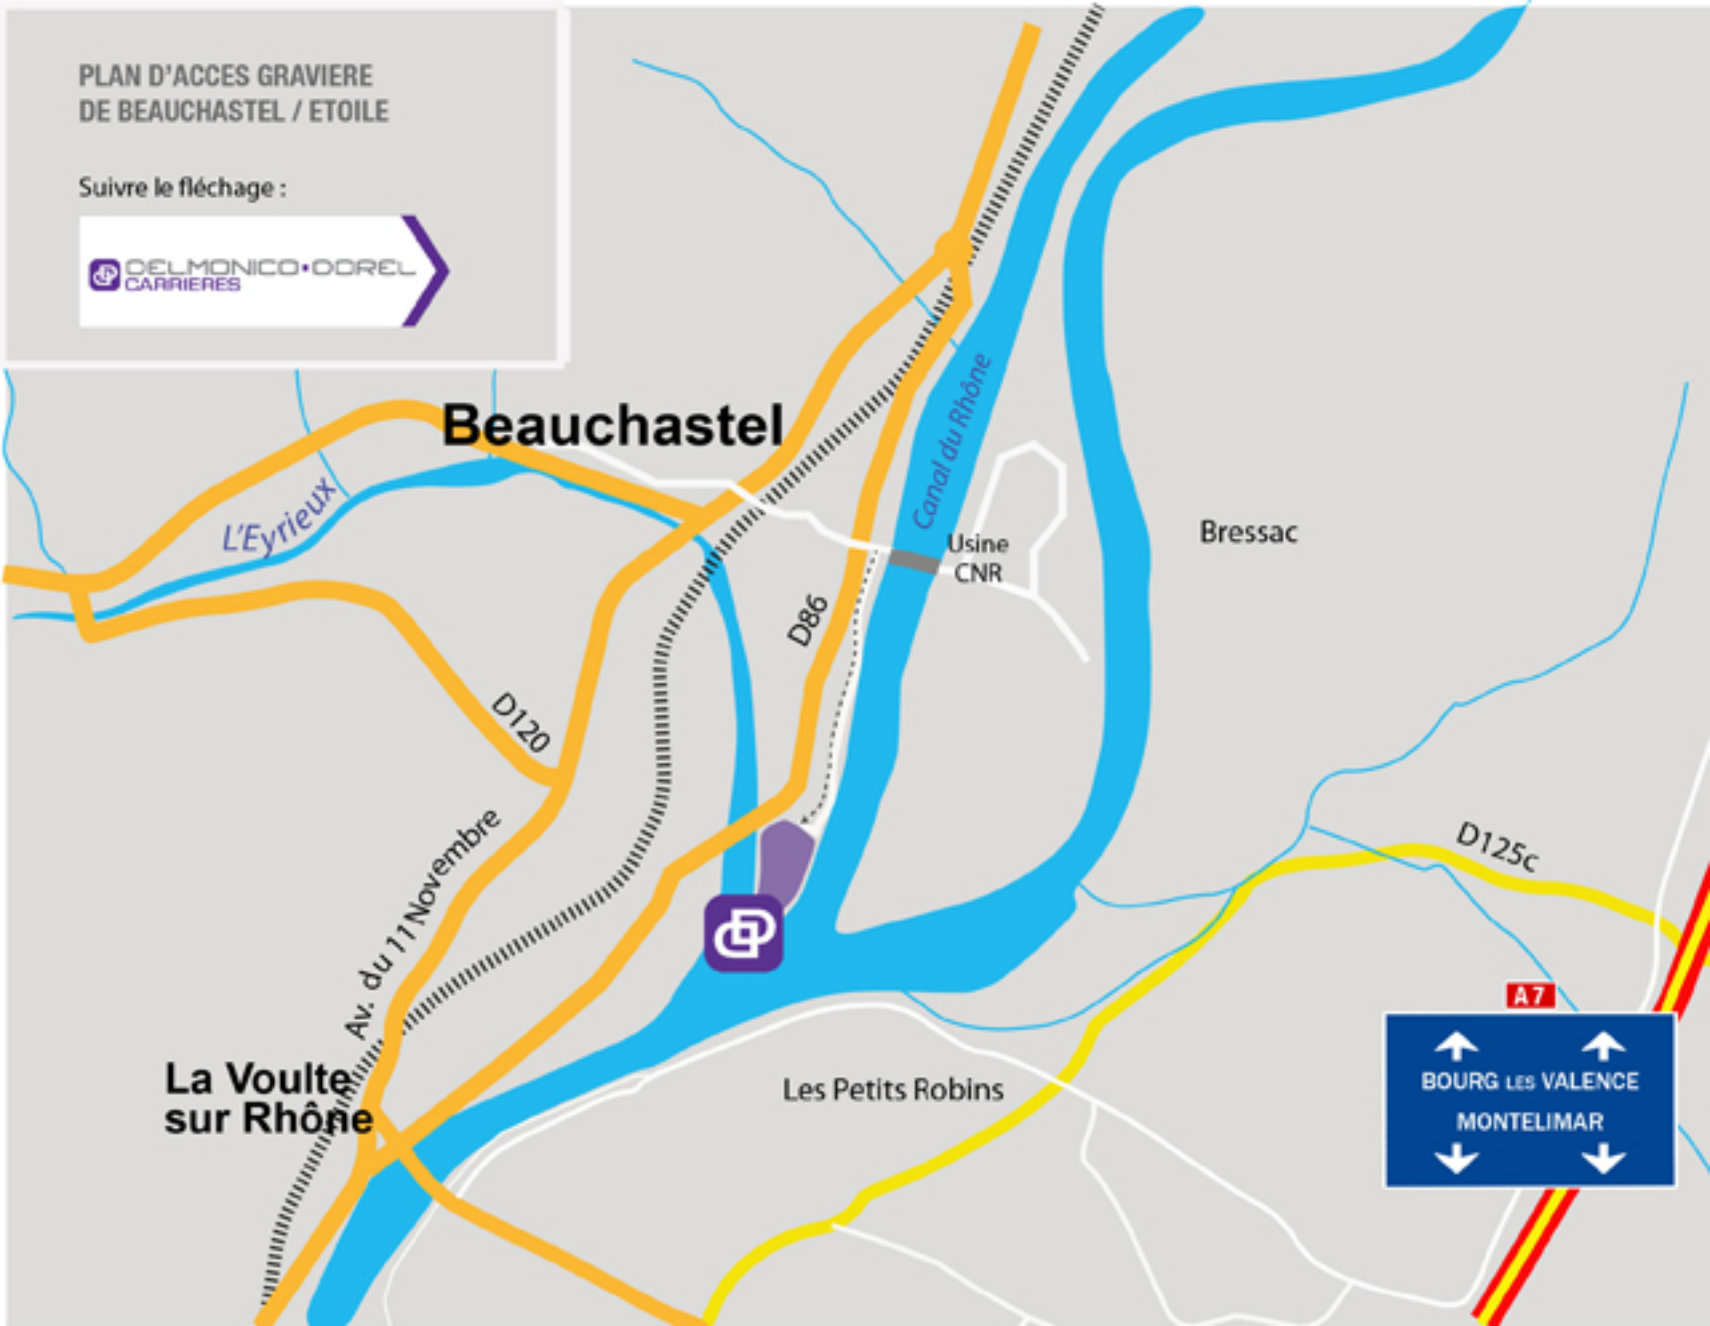 PLAN D'ACCES GRAVIERE
DE BEAUCHASTEL / ETOILE
Suivre le fléchage :
DELMONICO•DOREL
CARRIERES
Beauchastel
L'Eyrieux
Canal du Rhône
Usine
CNR
Bressac
D86
D120
Av. du 11 Novembre
D125c
La Voulte
sur Rhône
Les Petits Robins
A7
BOURG LES VALENCE
MONTELIMAR